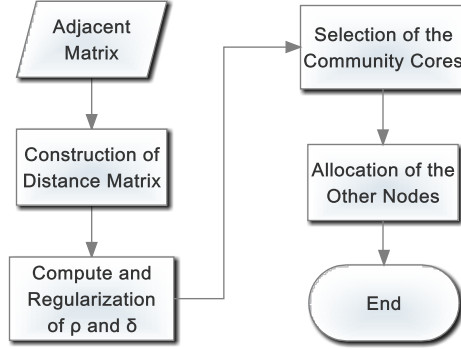 Adjacent
Matrix
Construction of
Distance Matrix
Compute and
Regularization
of ρ and δ
Selection of the
Community Cores
Allocation of the
Other Nodes
End